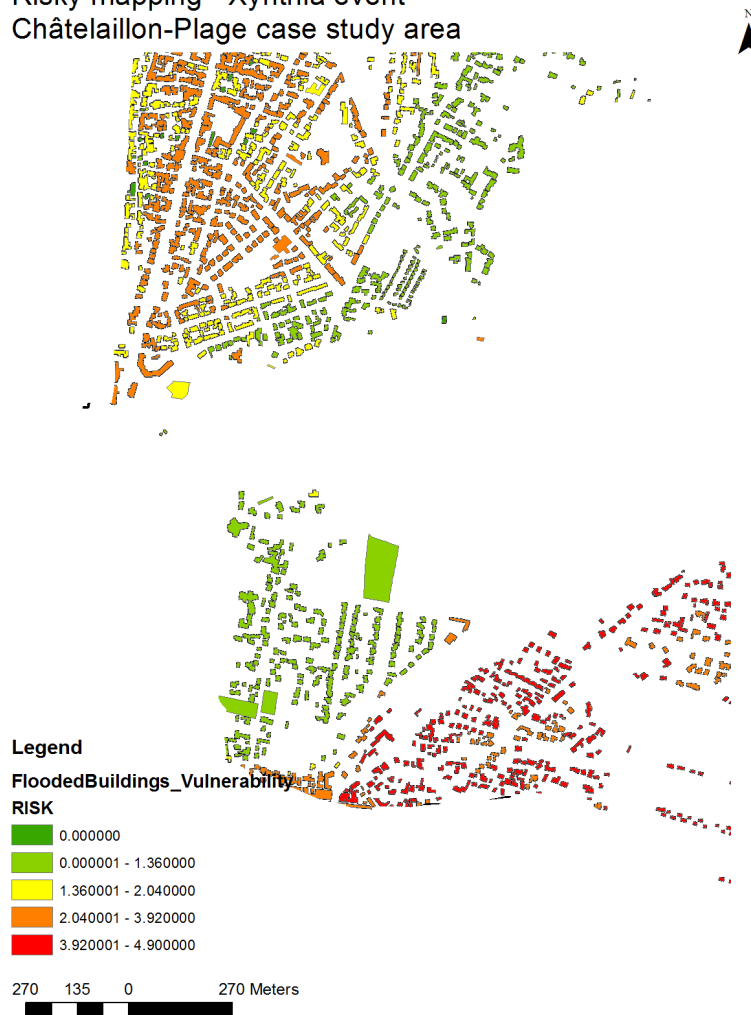 Risky mapping - Xynthia event
Châtelaillon-Plage case study area
N
Legend
FloodedBuildings_Vulnerability
RISK
0.000000
0.000001 - 1.360000
1.360001 - 2.040000
2.040001 - 3.920000
3.920001 - 4.900000
270 135 0 270 Meters